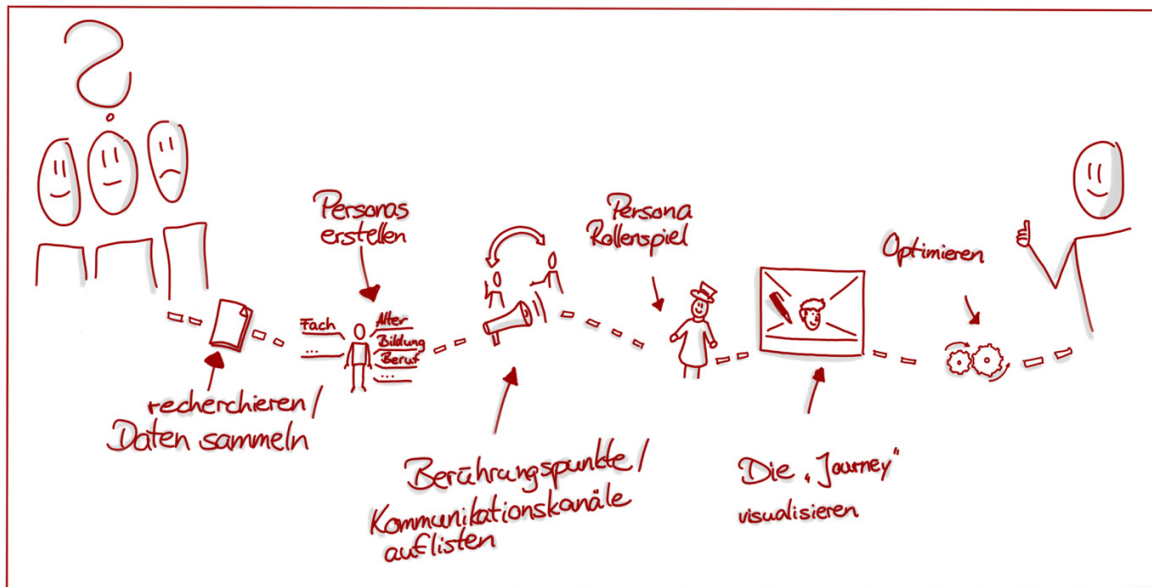 ?
recherchieren/
Daten sammeln
Personas
erstellen
Fach
...
Alter
Bildung
Beruf
...
Berührungspunkte/
Kommunikationskanäle
auflisten
Persona
Rollenspiel
Die „Journey“
visualisieren
Optimieren